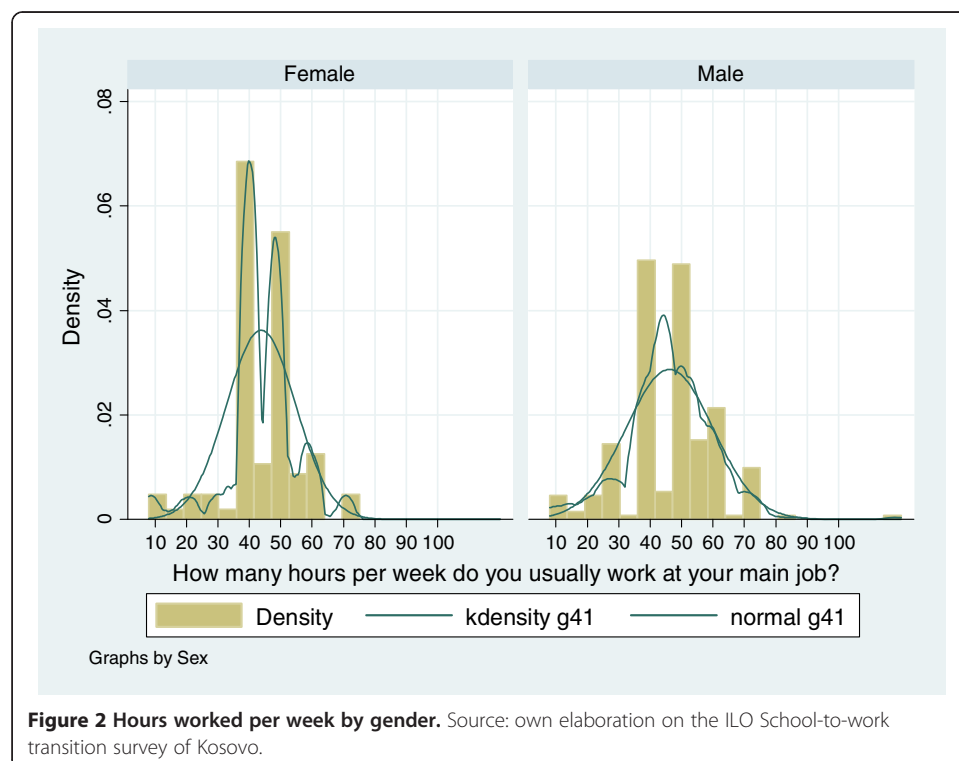 Female Male
.08
.06
.04
.02
0
Density
10 20 30 40 50 60 70 80 90 100 10 20 30 40 50 60 70 80 90 100
How many hours per week do you usually work at your main job?
Density kdensity g41 normal g41
Graphs by Sex
Figure 2 Hours worked per week by gender. Source: own elaboration on the ILO School-to-work
transition survey of Kosovo.